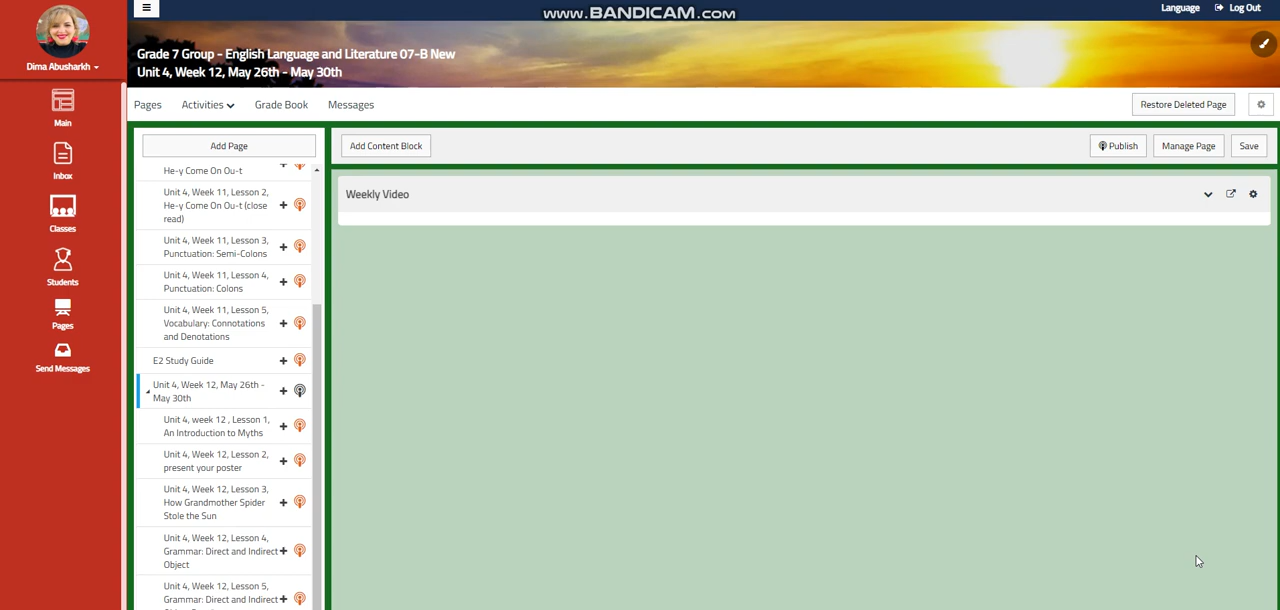 www.BANDICAM.com
Language
Log Out
Dima Abusharkh
Grade 7 Group - English Language and Literature 07-B New
Unit 4, Week 12, May 26th - May 30th
Pages
Activities
Grade Book
Messages
Restore Deleted Page
Main
Inbox
Classes
Students
Pages
Send Messages
Add Page
He-y Come On Ou-t
Unit 4, Week 11, Lesson 2,
He-y Come On Ou-t (close
read)
Unit 4, Week 11, Lesson 3,
Punctuation: Semi-Colons
Unit 4, Week 11, Lesson 4,
Punctuation: Colons
Unit 4, Week 11, Lesson 5,
Vocabulary: Connotations
and Denotations
E2 Study Guide
Unit 4, Week 12, May 26th -
May 30th
Unit 4, week 12 , Lesson 1,
An Introduction to Myths
Unit 4, Week 12, Lesson 2,
present your poster
Unit 4, Week 12, Lesson 3,
How Grandmother Spider
Stole the Sun
Unit 4, Week 12, Lesson 4,
Grammar: Direct and Indirect
Object
Unit 4, Week 12, Lesson 5,
Grammar: Direct and Indirect
Add Content Block
Publish
Manage Page
Save
Weekly Video